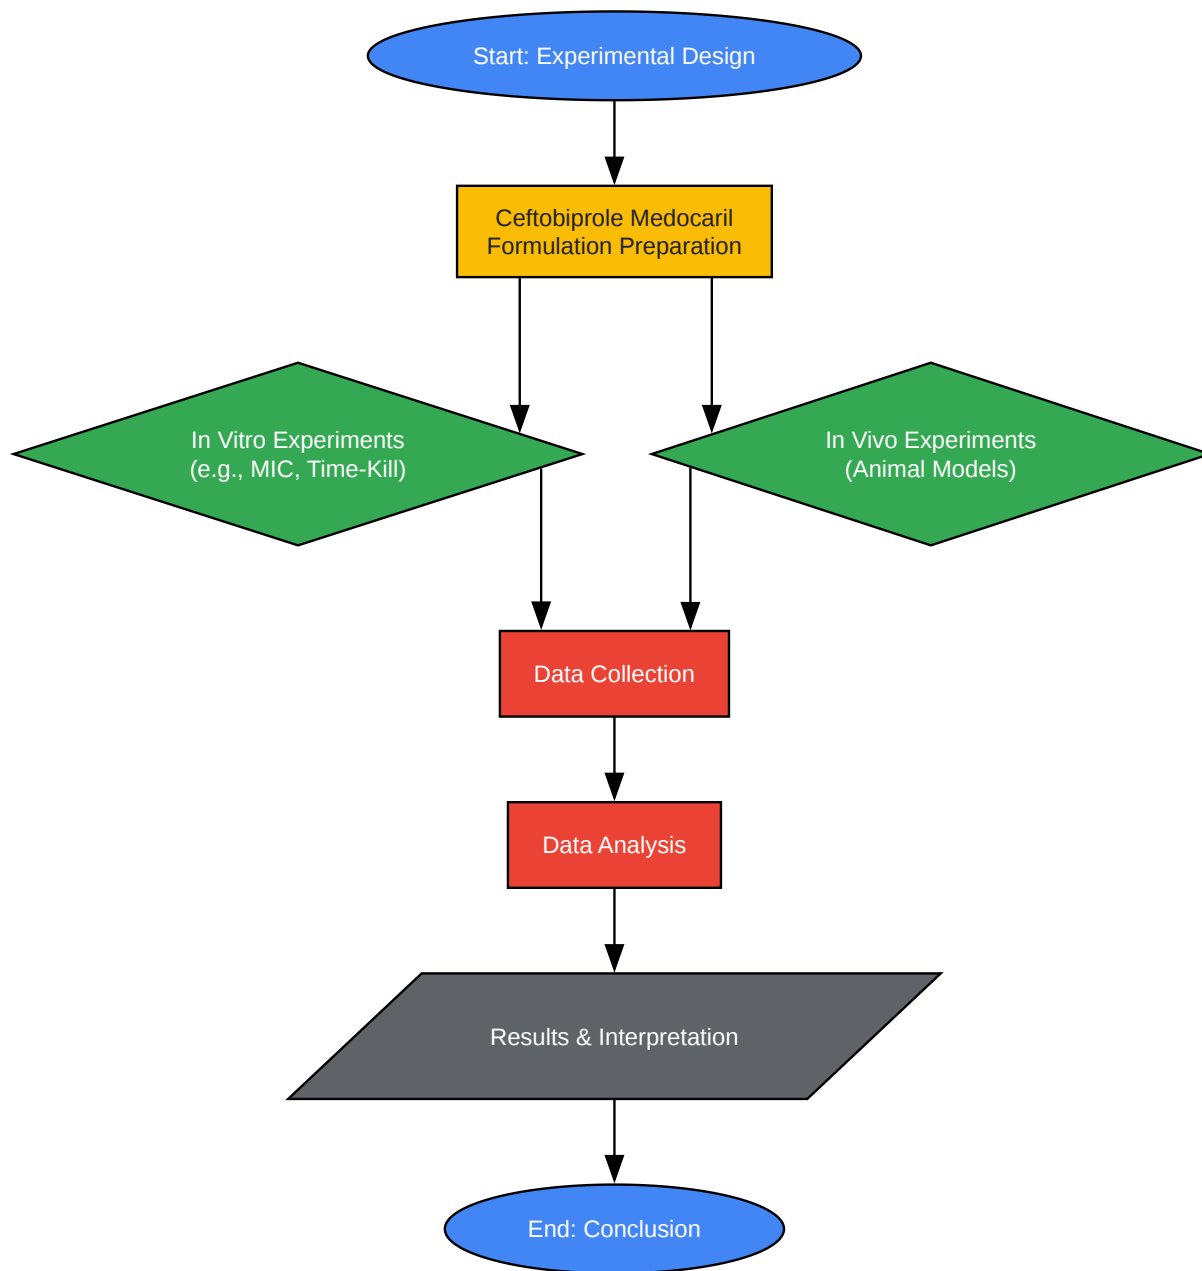 Start: Experimental Design
Ceftobiprole Medocaril
Formulation Preparation
In Vitro Experiments
(e.g., MIC, Time-Kill)
In Vivo Experiments
(Animal Models)
Data Collection
Data Analysis
Results & Interpretation
End: Conclusion